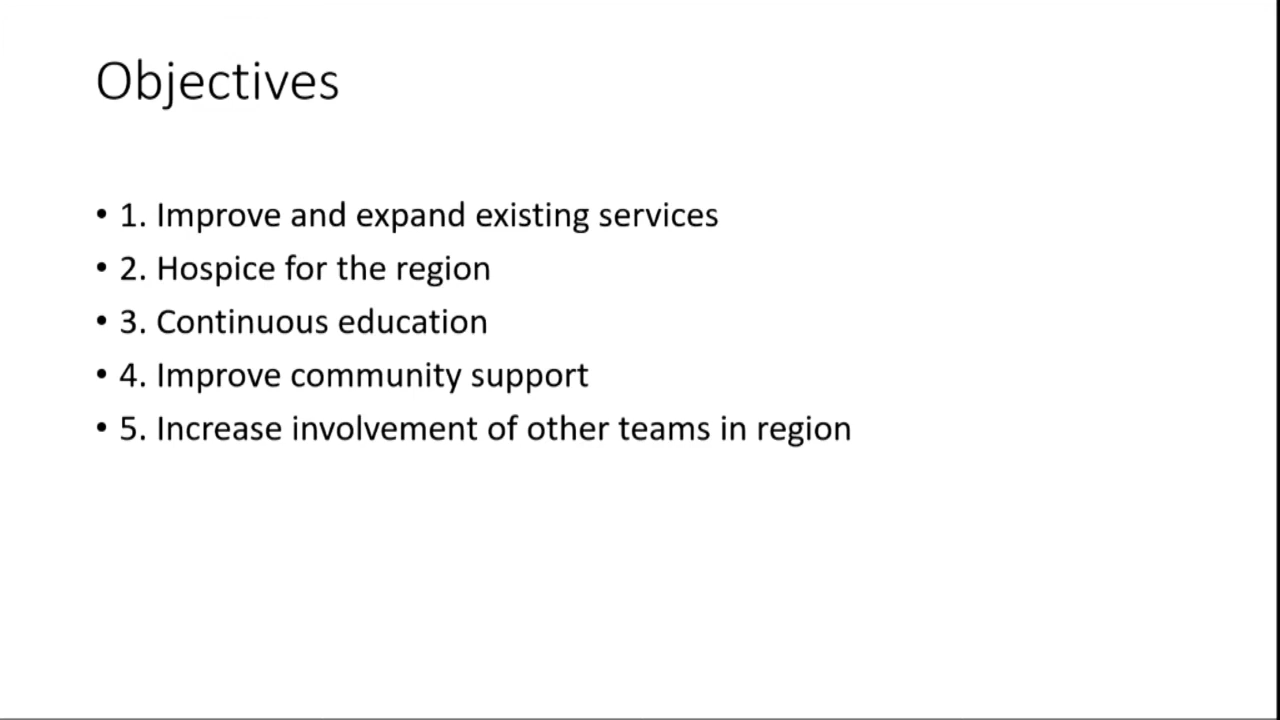 Objectives
• 1. Improve and expand existing services
• 2. Hospice for the region
• 3. Continuous education
• 4. Improve community support
• 5. Increase involvement of other teams in region